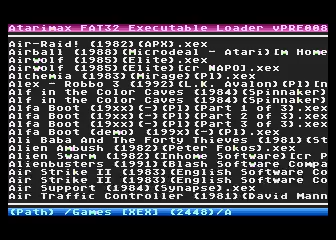 Atarimax FAT32 Executable Loader vPRE008
Air-Raid! (1982)(APX).xex
Airball (1988)(Microdeal - Atari)[m Home
Airwolf (1985)(Elite).xex
Airwolf (1985)(Elite)[cr MAPO].xex
Alchemia (1983)(Mirage)(Pl).xex
Alex - Robbo 3 (1992)(L.K. Avalon)(Pl)[n
Alf in the Color Caves (1984)(Spinnaker)
Alf in the Color Caves (1984)(Spinnaker)
Alfa Boot (19xx)(-)(Pl)(Part 1 of 3).xex
Alfa Boot (19xx)(-)(Pl)(Part 2 of 3).xex
Alfa Boot (19xx)(-)(Pl)(Part 3 of 3).xex
Alfa Boot (demo) (199x)(-)(Pl).xex
Ali Baba and The Forty Thieves (1981)(St
Alien Ambush (1982)(Peter Fokos).xex
Alien Swarm (1982)(Inhome Software)[cr P
Alienbusters (1991)(Blash Software Compa
Air Strike II (1983)(English Software Co
Air Strike II (1983)(English Software Co
Air Support (1984)(Synapse).xex
Air Traffic Controller (1981)(David Mann
(Path) /Games [XEX] (2448)/A